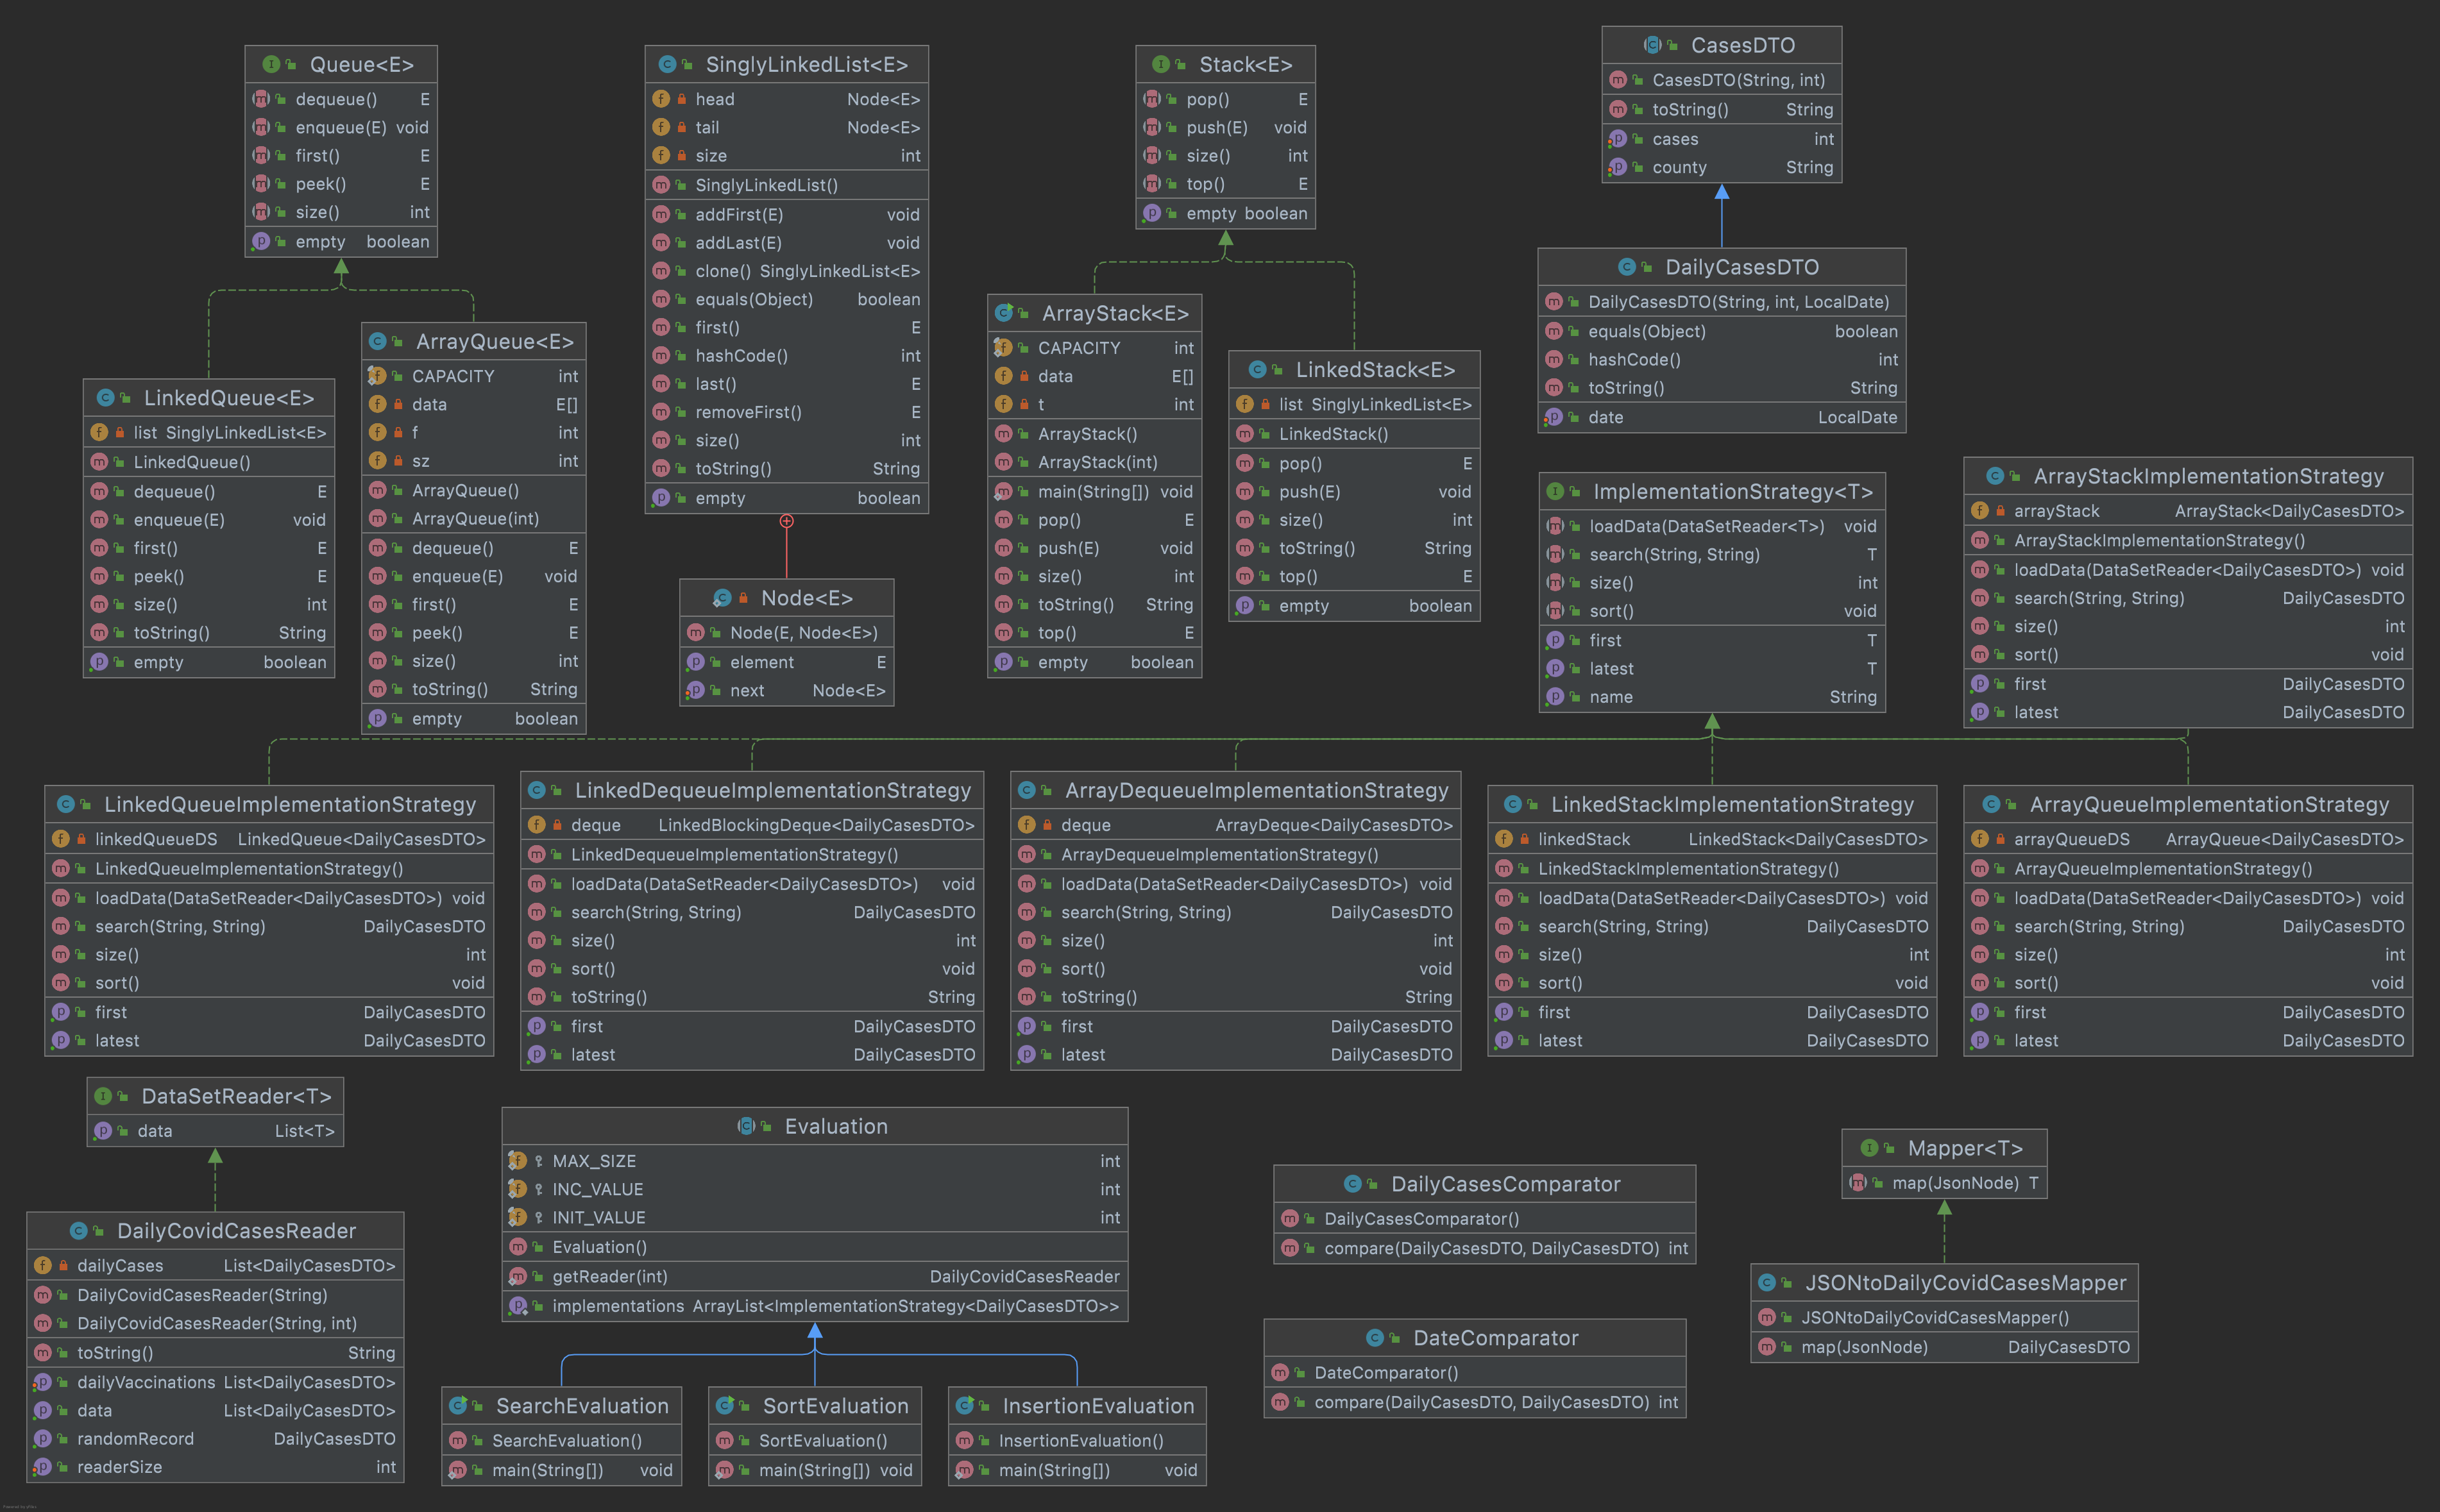 Queue<E>
dequeue() E
enqueue(E) void
first() E
peek() E
size() int
empty boolean
SinglyLinkedList<E>
head Node<E>
tail Node<E>
size int
SinglyLinkedList()
addFirst(E) void
addLast(E) void
clone() SinglyLinkedList<E>
equals(Object) boolean
first() E
hashCode() int
last() E
removeFirst() E
size() int
toString() String
empty boolean
Stack<E>
pop() E
push(E) void
size() int
top() E
empty boolean
CasesDTO
CasesDTO(String, int)
toString() String
cases int
county String
DailyCasesDTO
DailyCasesDTO(String, int, LocalDate)
equals(Object) boolean
hashCode() int
toString() String
date LocalDate
LinkedQueue<E>
list SinglyLinkedList<E>
LinkedQueue()
dequeue() E
enqueue(E) void
first() E
peek() E
size() int
toString() String
empty boolean
ArrayQueue<E>
CAPACITY int
data E[]
f int
sz int
ArrayQueue()
ArrayQueue(int)
dequeue() E
enqueue(E) void
first() E
peek() E
size() int
toString() String
empty boolean
Node<E>
Node(E, Node<E>)
element E
next Node<E>
ArrayStack<E>
CAPACITY int
data E[]
t int
ArrayStack()
ArrayStack(int)
main(String[]) void
pop() E
push(E) void
size() int
toString() String
top() E
empty boolean
LinkedStack<E>
list SinglyLinkedList<E>
LinkedStack()
pop() E
push(E) void
size() int
toString() String
top() E
empty boolean
ImplementationStrategy<T>
loadData(DataSetReader<T>) void
search(String, String) T
size() int
sort() void
first T
latest T
name String
ArrayStackImplementationStrategy
arrayStack ArrayStack<DailyCasesDTO>
ArrayStackImplementationStrategy()
loadData(DataSetReader<DailyCasesDTO>) void
search(String, String) DailyCasesDTO
size() int
sort() void
first DailyCasesDTO
latest DailyCasesDTO
LinkedQueueImplementationStrategy
linkedQueueDS LinkedQueue<DailyCasesDTO>
LinkedQueueImplementationStrategy()
loadData(DataSetReader<DailyCasesDTO>) void
search(String, String) DailyCasesDTO
size() int
sort() void
first DailyCasesDTO
latest DailyCasesDTO
LinkedDequeueImplementationStrategy
deque LinkedBlockingDeque<DailyCasesDTO>
LinkedDequeueImplementationStrategy()
loadData(DataSetReader<DailyCasesDTO>) void
search(String, String) DailyCasesDTO
size() int
sort() void
toString() String
first DailyCasesDTO
latest DailyCasesDTO
ArrayDequeueImplementationStrategy
deque ArrayDeque<DailyCasesDTO>
ArrayDequeueImplementationStrategy()
loadData(DataSetReader<DailyCasesDTO>) void
search(String, String) DailyCasesDTO
size() int
sort() void
toString() String
first DailyCasesDTO
latest DailyCasesDTO
LinkedStackImplementationStrategy
linkedStack LinkedStack<DailyCasesDTO>
LinkedStackImplementationStrategy()
loadData(DataSetReader<DailyCasesDTO>) void
search(String, String) DailyCasesDTO
size() int
sort() void
first DailyCasesDTO
latest DailyCasesDTO
ArrayQueueImplementationStrategy
arrayQueueDS ArrayQueue<DailyCasesDTO>
ArrayQueueImplementationStrategy()
loadData(DataSetReader<DailyCasesDTO>) void
search(String, String) DailyCasesDTO
size() int
sort() void
first DailyCasesDTO
latest DailyCasesDTO
DataSetReader<T>
data List<T>
DailyCovidCasesReader
dailyCases List<DailyCasesDTO>
DailyCovidCasesReader(String)
DailyCovidCasesReader(String, int)
toString() String
dailyVaccinations List<DailyCasesDTO>
data List<DailyCasesDTO>
randomRecord DailyCasesDTO
readerSize int
Evaluation
MAX_SIZE int
INC_VALUE int
INIT_VALUE int
Evaluation()
getReader(int) DailyCovidCasesReader
implementations ArrayList<ImplementationStrategy<DailyCasesDTO>>
SearchEvaluation
SearchEvaluation()
main(String[]) void
SortEvaluation
SortEvaluation()
main(String[]) void
InsertionEvaluation
InsertionEvaluation()
main(String[]) void
DailyCasesComparator
DailyCasesComparator()
compare(DailyCasesDTO, DailyCasesDTO) int
DateComparator
DateComparator()
compare(DailyCasesDTO, DailyCasesDTO) int
Mapper<T>
map(JsonNode) T
JSONtoDailyCovidCasesMapper
JSONtoDailyCovidCasesMapper()
map(JsonNode) DailyCasesDTO
Powered by yFiles